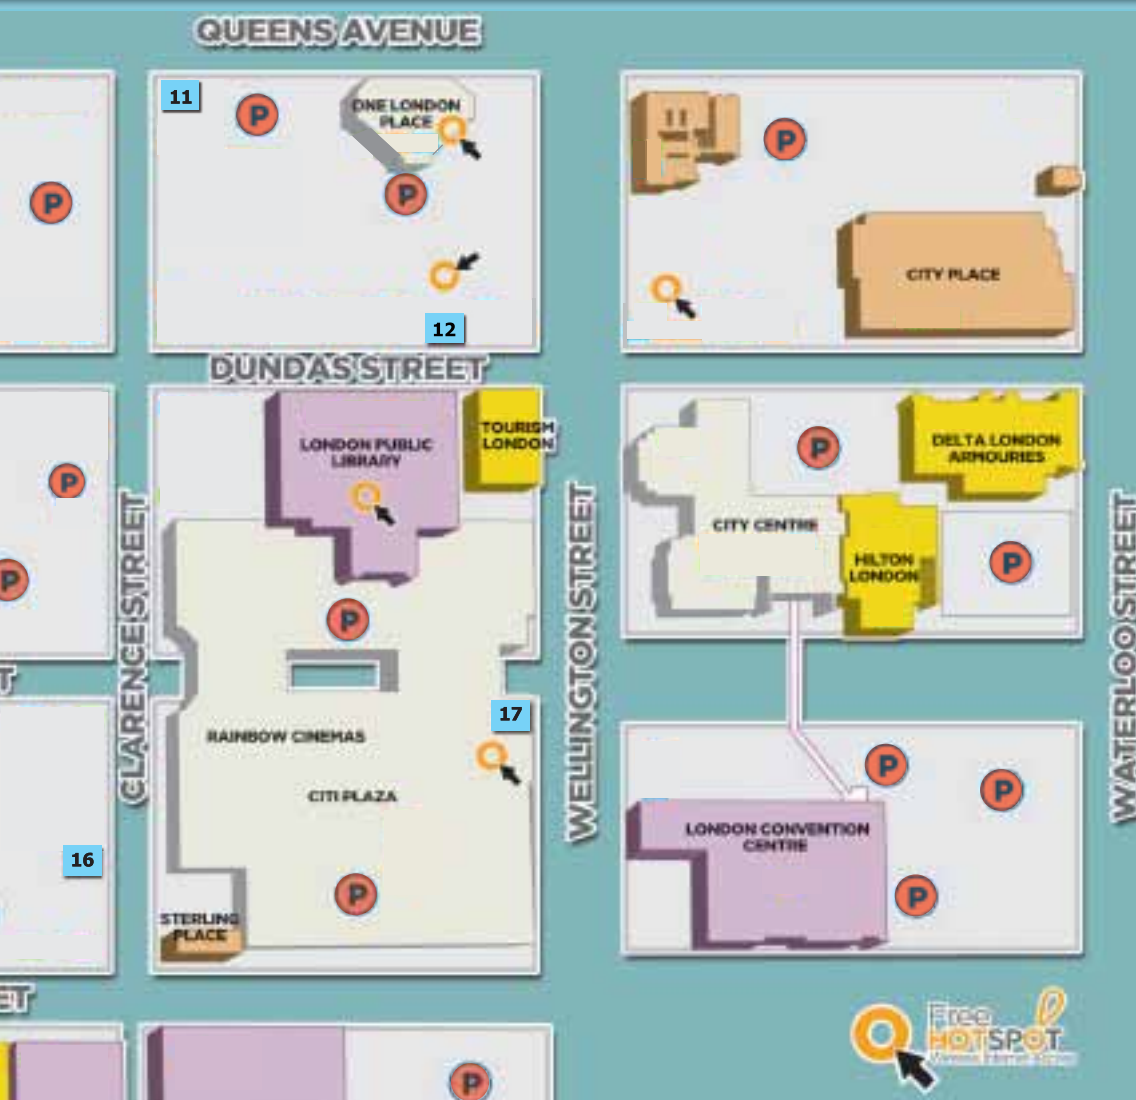 QUEENS AVENUE
11
P
ONE LONDON
PLACE
P
P
P
12
CITY PLACE
DUNDAS STREET
LONDON PUBLIC
LIBRARY
TOURISM
LONDON
P
DELTA LONDON
ARMOURIES
P
CITY CENTRE
HILTON
LONDON
P
P
CLARENCE STREET
WELLINGTON STREET
WATERLOO STREET
P
T
17
RAINBOW CINEMAS
CITI PLAZA
P
P
LONDON CONVENTION
CENTRE
16
P
P
STERLING
PLACE
ET
Free
HOTSPOT
P